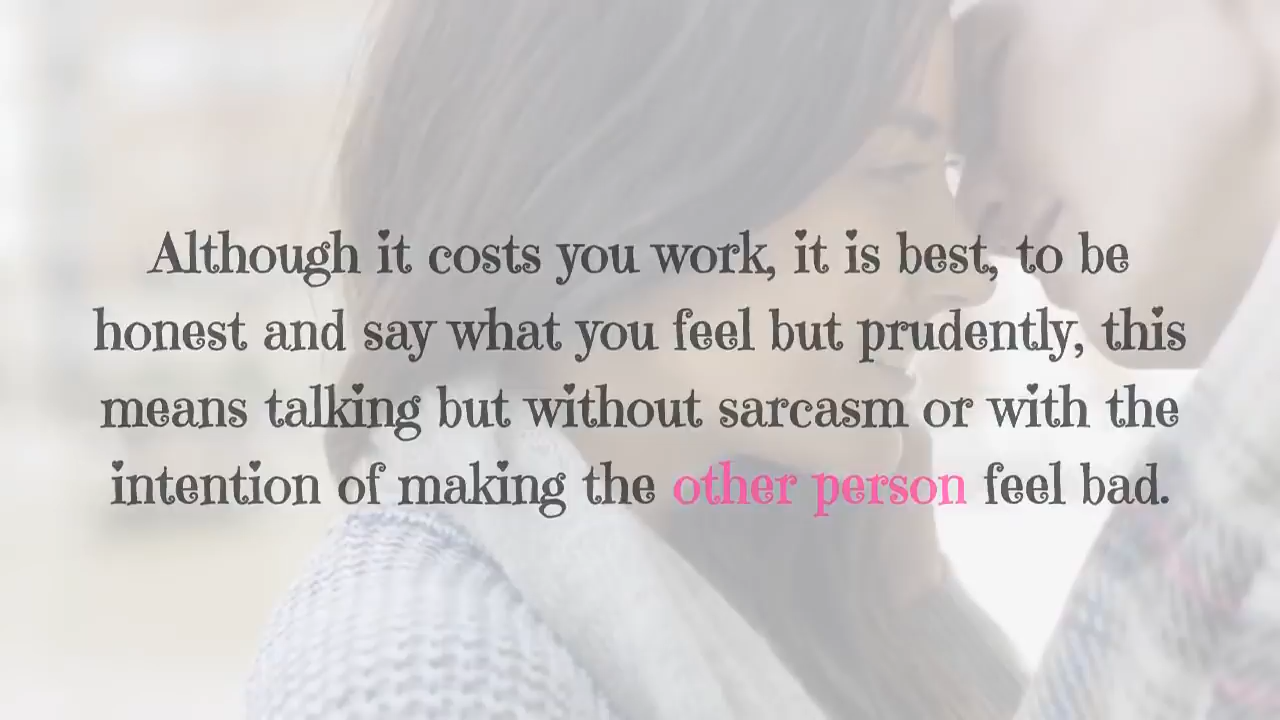 Although it costs you work, it is best, to be
honest and say what you feel but prudently, this
means talking but without sarcasm or with the
intention of making the other person feel bad.